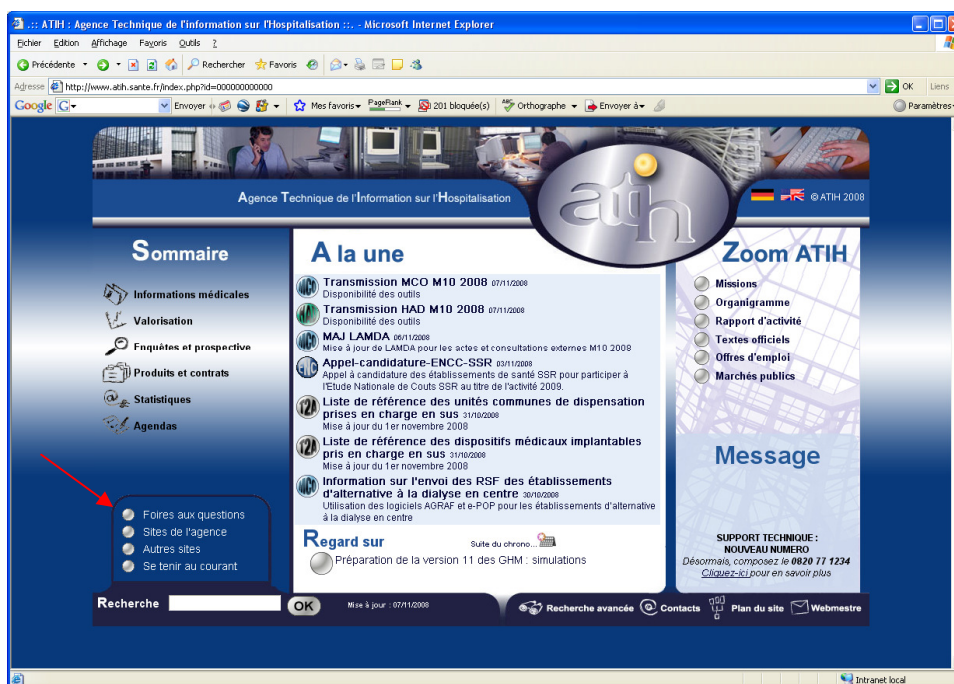 .:: ATIH : Agence Technique de l'information sur l'Hospitalisation ::. - Microsoft Internet Explorer
Fichier Edition Affichage Favoris Outils ?
Précédente Rechercher Favoris
Adresse http://www.atih.sante.fr/index.php?id=000000000000 OK Liens
Google G Envoyer Mes favoris PageRank 201 bloquée(s) Orthographe Envoyer à Paramètres
atih
Agence Technique de l'Information sur l'Hospitalisation
© ATIH 2008
Sommaire
Informations médicales
Valorisation
Enquêtes et prospective
Produits et contrats
Statistiques
Agendas
Foires aux questions
Sites de l'agence
Autres sites
Se tenir au courant
A la une
Transmission MCO M10 2008 07/11/2008
Disponibilité des outils
Transmission HAD M10 2008 07/11/2008
Disponibilité des outils
MAJ LAMDA 06/11/2008
Mise à jour de LAMDA pour les actes et consultations externes M10 2008
Appel-candidature-ENCC-SSR 03/11/2008
Appel à candidature des établissements de santé SSR pour participer à
l'Etude Nationale de Couts SSR au titre de l'activité 2009.
Liste de référence des unités communes de dispensation
prises en charge en sus 31/10/2008
Mise à jour du 1er novembre 2008
Liste de référence des dispositifs médicaux implantables
pris en charge en sus 31/10/2008
Mise à jour du 1er novembre 2008
Information sur l'envoi des RSF des établissements
d'alternative à la dialyse en centre 30/10/2008
Utilisation des logiciels AGRAF et e-POP pour les établissements d'alternative
à la dialyse en centre
Regard sur
Suite du chrono...
Préparation de la version 11 des GHM : simulations
Zoom ATIH
Missions
Organigramme
Rapport d'activité
Textes officiels
Offres d'emploi
Marchés publics
Message
SUPPORT TECHNIQUE :
NOUVEAU NUMERO
Désormais, composez le 0820 77 1234
Cliquez-ici pour en savoir plus
Recherche OK Mise à jour : 07/11/2008 Recherche avancée Contacts Plan du site Webmestre
Intranet local